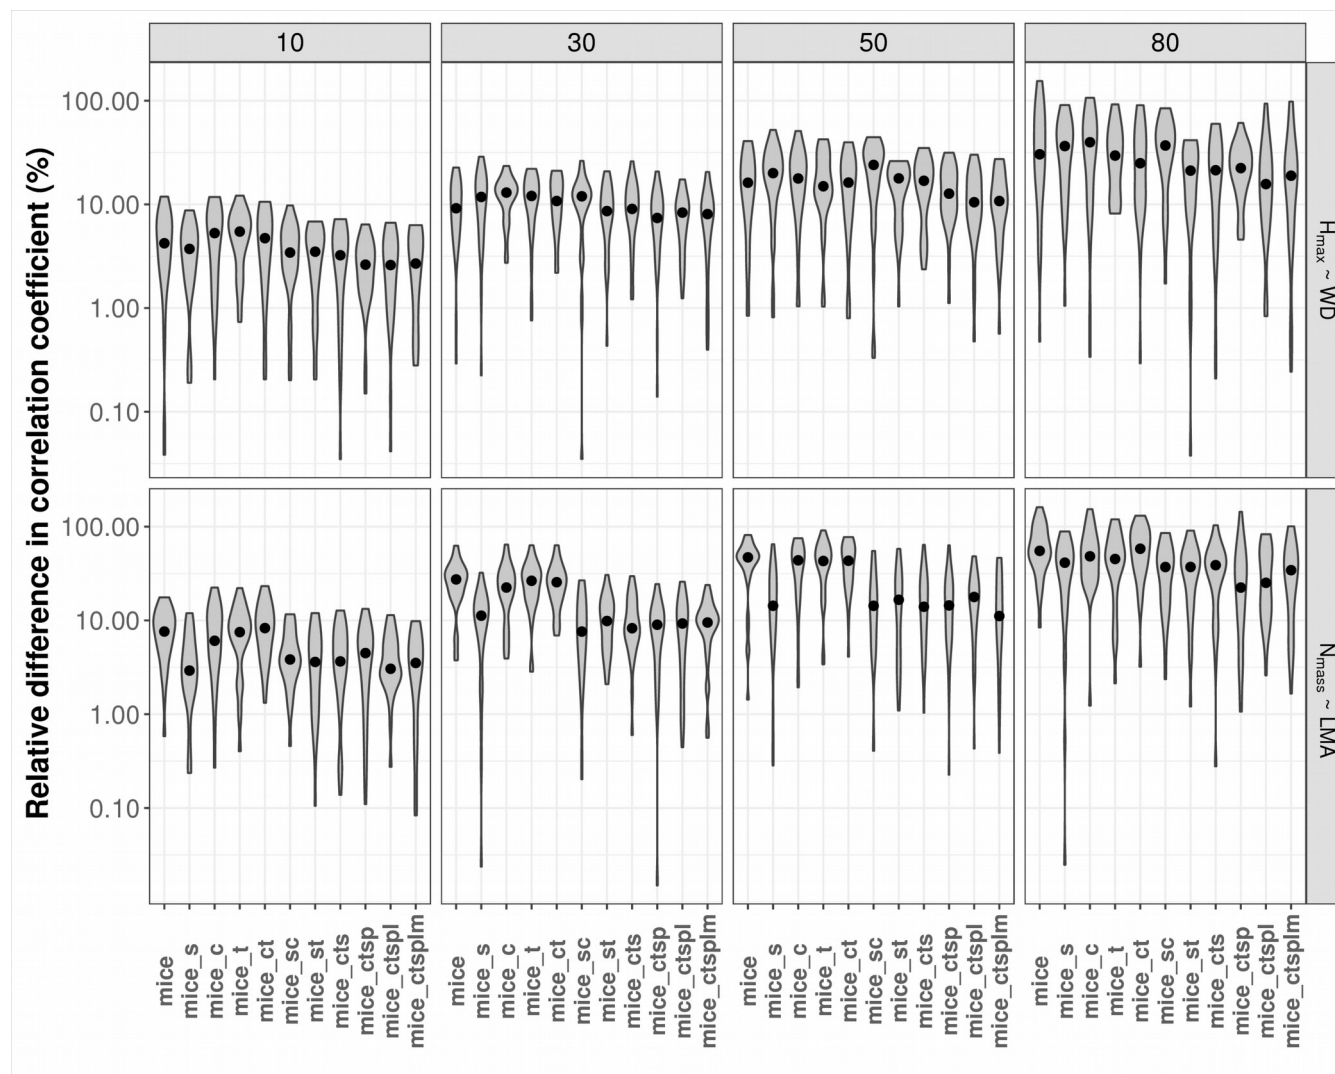 10 30 50 80
Relative difference in correlation coefficient (%)
100.00
10.00
1.00
0.10
Hmax ~ WD
100.00
10.00
1.00
0.10
Nmass ~ LMA
mice mice_s mice_c mice_t mice_ct mice_sc mice_st mice_cts mice_ctsp mice_ctspl mice_ctsplm
mice mice_s mice_c mice_t mice_ct mice_sc mice_st mice_cts mice_ctsp mice_ctspl mice_ctsplm
mice mice_s mice_c mice_t mice_ct mice_sc mice_st mice_cts mice_ctsp mice_ctspl mice_ctsplm
mice mice_s mice_c mice_t mice_ct mice_sc mice_st mice_cts mice_ctsp mice_ctspl mice_ctsplm